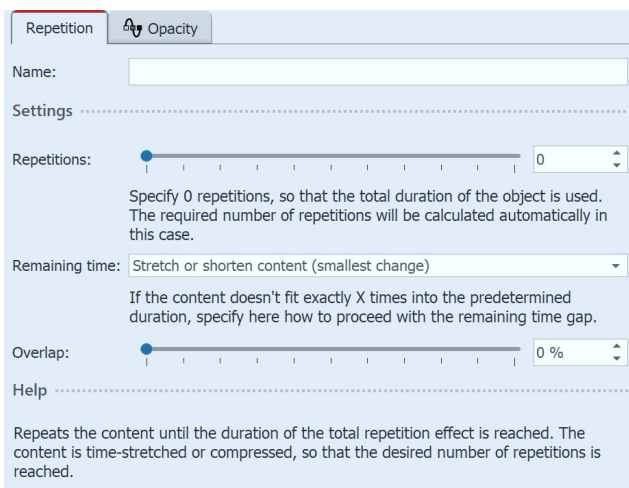 Repetition Opacity
Name:
Settings
Repetitions: 0
Specify 0 repetitions, so that the total duration of the object is used.
The required number of repetitions will be calculated automatically in
this case.
Remaining time: Stretch or shorten content (smallest change)
If the content doesn't fit exactly X times into the predetermined
duration, specify here how to proceed with the remaining time gap.
Overlap: 0 %
Help
Repeats the content until the duration of the total repetition effect is reached. The
content is time-stretched or compressed, so that the desired number of repetitions is
reached.